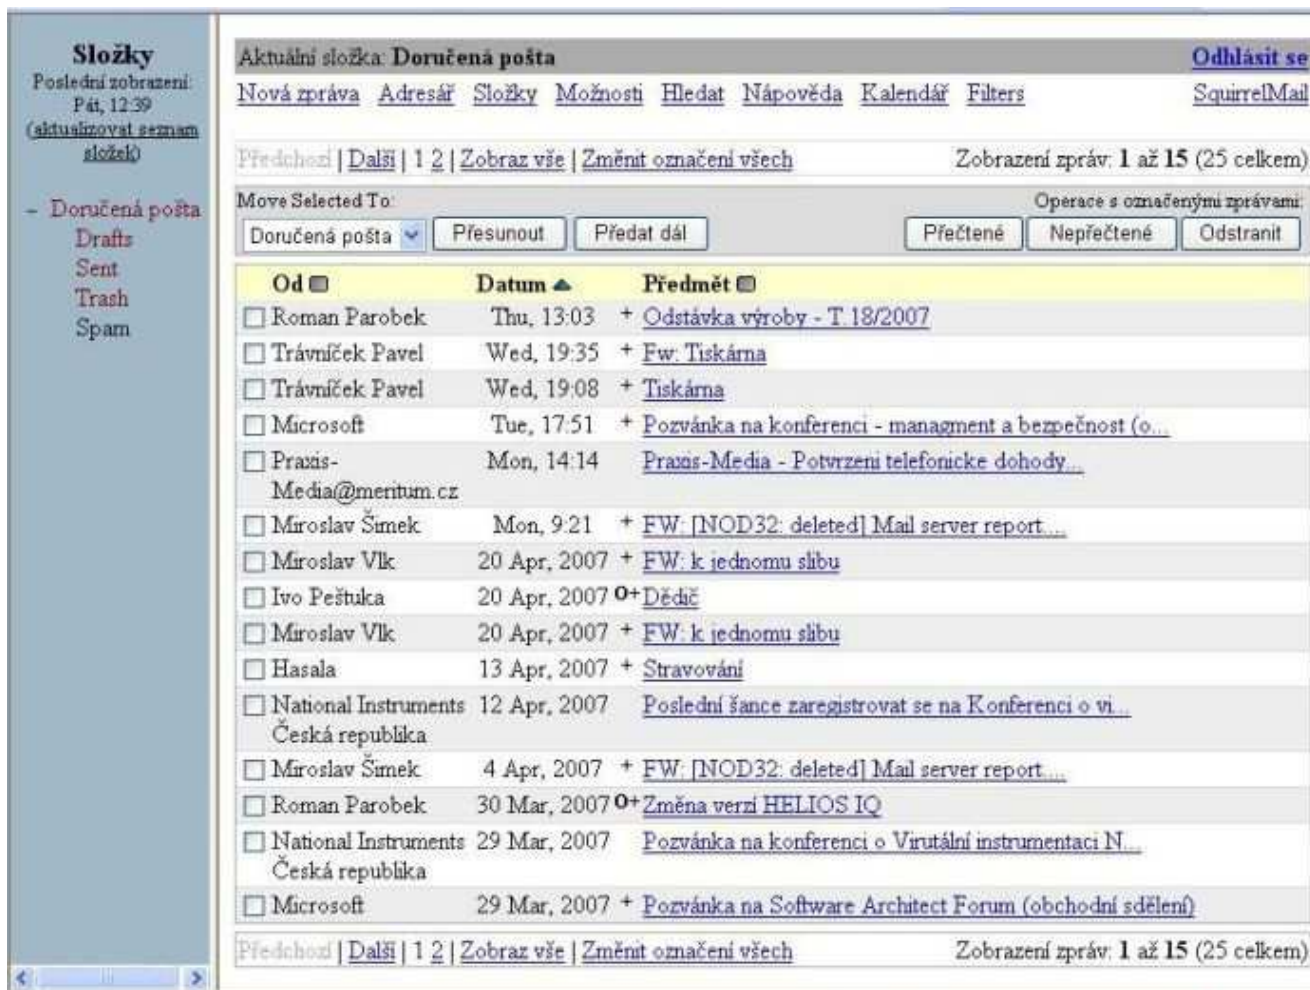 Složky
Poslední zobrazení:
Pát, 12:39
(aktualizovat seznam
složek)
– Doručená pošta
Drafts
Sent
Trash
Spam
Aktuální složka: Doručená pošta Odhlásit se
Nová zpráva Adresář Složky Možnosti Hledat Nápověda Kalendář Filters SquirrelMail
Předchozí | Další | 1 2 | Zobraz vše | Změnit označení všech Zobrazení zpráv: 1 až 15 (25 celkem)
Move Selected To: Operace s označenými zprávami:
Doručená pošta Přesunout Předat dál Přečtené Nepřečtené Odstranit
Od Datum Předmět
Roman Parobek Thu, 13:03 + Odstávka výroby - T.18/2007
Trávníček Pavel Wed, 19:35 + Fw: Tiskárna
Trávníček Pavel Wed, 19:08 + Tiskárna
Microsoft Tue, 17:51 + Pozvánka na konferenci - managment a bezpečnost (o...
Praxis- Mon, 14:14 Praxis-Media - Potvrzeni telefonicke dohody...
Media@meritum.cz
Miroslav Šimek Mon, 9:21 + FW: [NOD32: deleted] Mail server report....
Miroslav Vlk 20 Apr, 2007 + FW: k jednomu slibu
Ivo Peštuka 20 Apr, 2007 O+ Dědič
Miroslav Vlk 20 Apr, 2007 + FW: k jednomu slibu
Hasala 13 Apr, 2007 + Stravování
National Instruments 12 Apr, 2007 Poslední šance zaregistrovat se na Konferenci o vi...
Česká republika
Miroslav Šimek 4 Apr, 2007 + FW: [NOD32: deleted] Mail server report....
Roman Parobek 30 Mar, 2007 O+ Změna verzí HELIOS IQ
National Instruments 29 Mar, 2007 Pozvánka na konferenci o Virutální instrumentaci N...
Česká republika
Microsoft 29 Mar, 2007 + Pozvánka na Software Architect Forum (obchodní sdělení)
Předchozí | Další | 1 2 | Zobraz vše | Změnit označení všech Zobrazení zpráv: 1 až 15 (25 celkem)